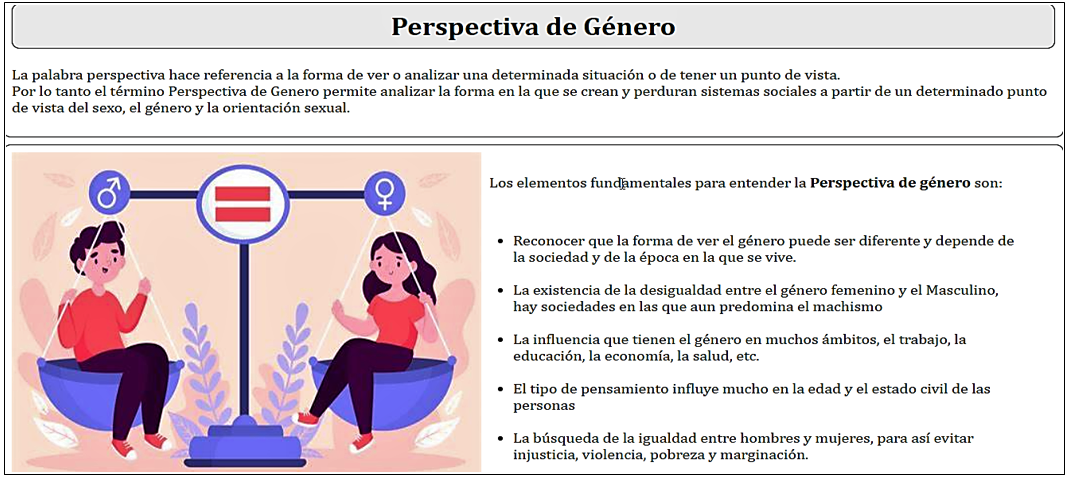 Perspectiva de Género
La palabra perspectiva hace referencia a la forma de ver o analizar una determinada situación o de tener un punto de vista.
Por lo tanto el término Perspectiva de Genero permite analizar la forma en la que se crean y perduran sistemas sociales a partir de un determinado punto
de vista del sexo, el género y la orientación sexual.
Los elementos fundamentales para entender la Perspectiva de género son:
• Reconocer que la forma de ver el género puede ser diferente y depende de
la sociedad y de la época en la que se vive.
• La existencia de la desigualdad entre el género femenino y el Masculino,
hay sociedades en las que aun predomina el machismo
• La influencia que tienen el género en muchos ámbitos, el trabajo, la
educación, la economía, la salud, etc.
• El tipo de pensamiento influye mucho en la edad y el estado civil de las
personas
• La búsqueda de la igualdad entre hombres y mujeres, para así evitar
injusticia, violencia, pobreza y marginación.